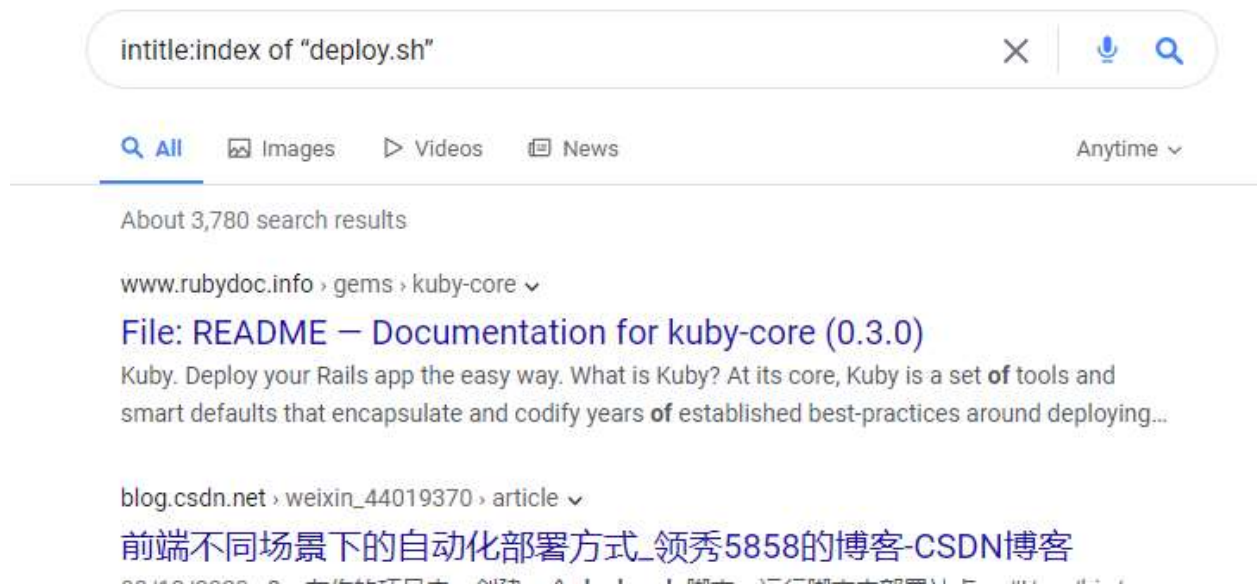 intitle:index of “deploy.sh”
All Images Videos News Anytime
About 3,780 search results
www.rubydoc.info › gems › kuby-core
File: README — Documentation for kuby-core (0.3.0)
Kuby. Deploy your Rails app the easy way. What is Kuby? At its core, Kuby is a set of tools and
smart defaults that encapsulate and codify years of established best-practices around deploying...
blog.csdn.net › weixin_44019370 › article
前端不同场景下的自动化部署方式_领秀5858的博客-CSDN博客